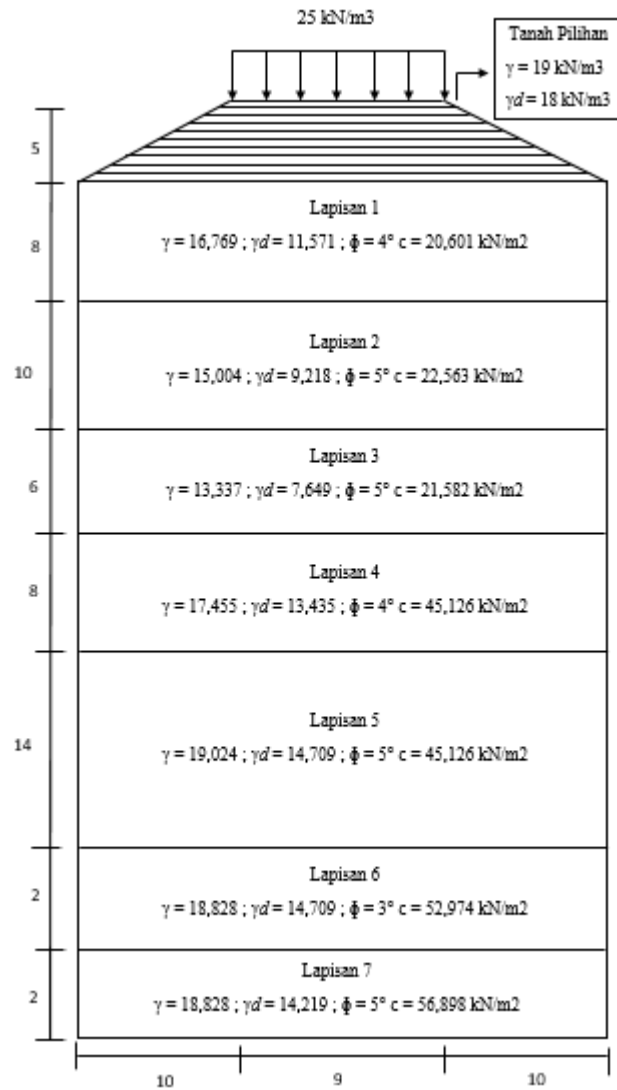 25 kN/m3
Tanah Pilihan
γ = 19 kN/m3
γd = 18 kN/m3
5
Lapisan 1
γ = 16,769 ; γd = 11,571 ; ϕ = 4° c = 20,601 kN/m2
8
Lapisan 2
γ = 15,004 ; γd = 9,218 ; ϕ = 5° c = 22,563 kN/m2
10
Lapisan 3
γ = 13,337 ; γd = 7,649 ; ϕ = 5° c = 21,582 kN/m2
6
Lapisan 4
γ = 17,455 ; γd = 13,435 ; ϕ = 4° c = 45,126 kN/m2
8
Lapisan 5
γ = 19,024 ; γd = 14,709 ; ϕ = 5° c = 45,126 kN/m2
14
Lapisan 6
γ = 18,828 ; γd = 14,709 ; ϕ = 3° c = 52,974 kN/m2
2
Lapisan 7
γ = 18,828 ; γd = 14,219 ; ϕ = 5° c = 56,898 kN/m2
2
10 9 10